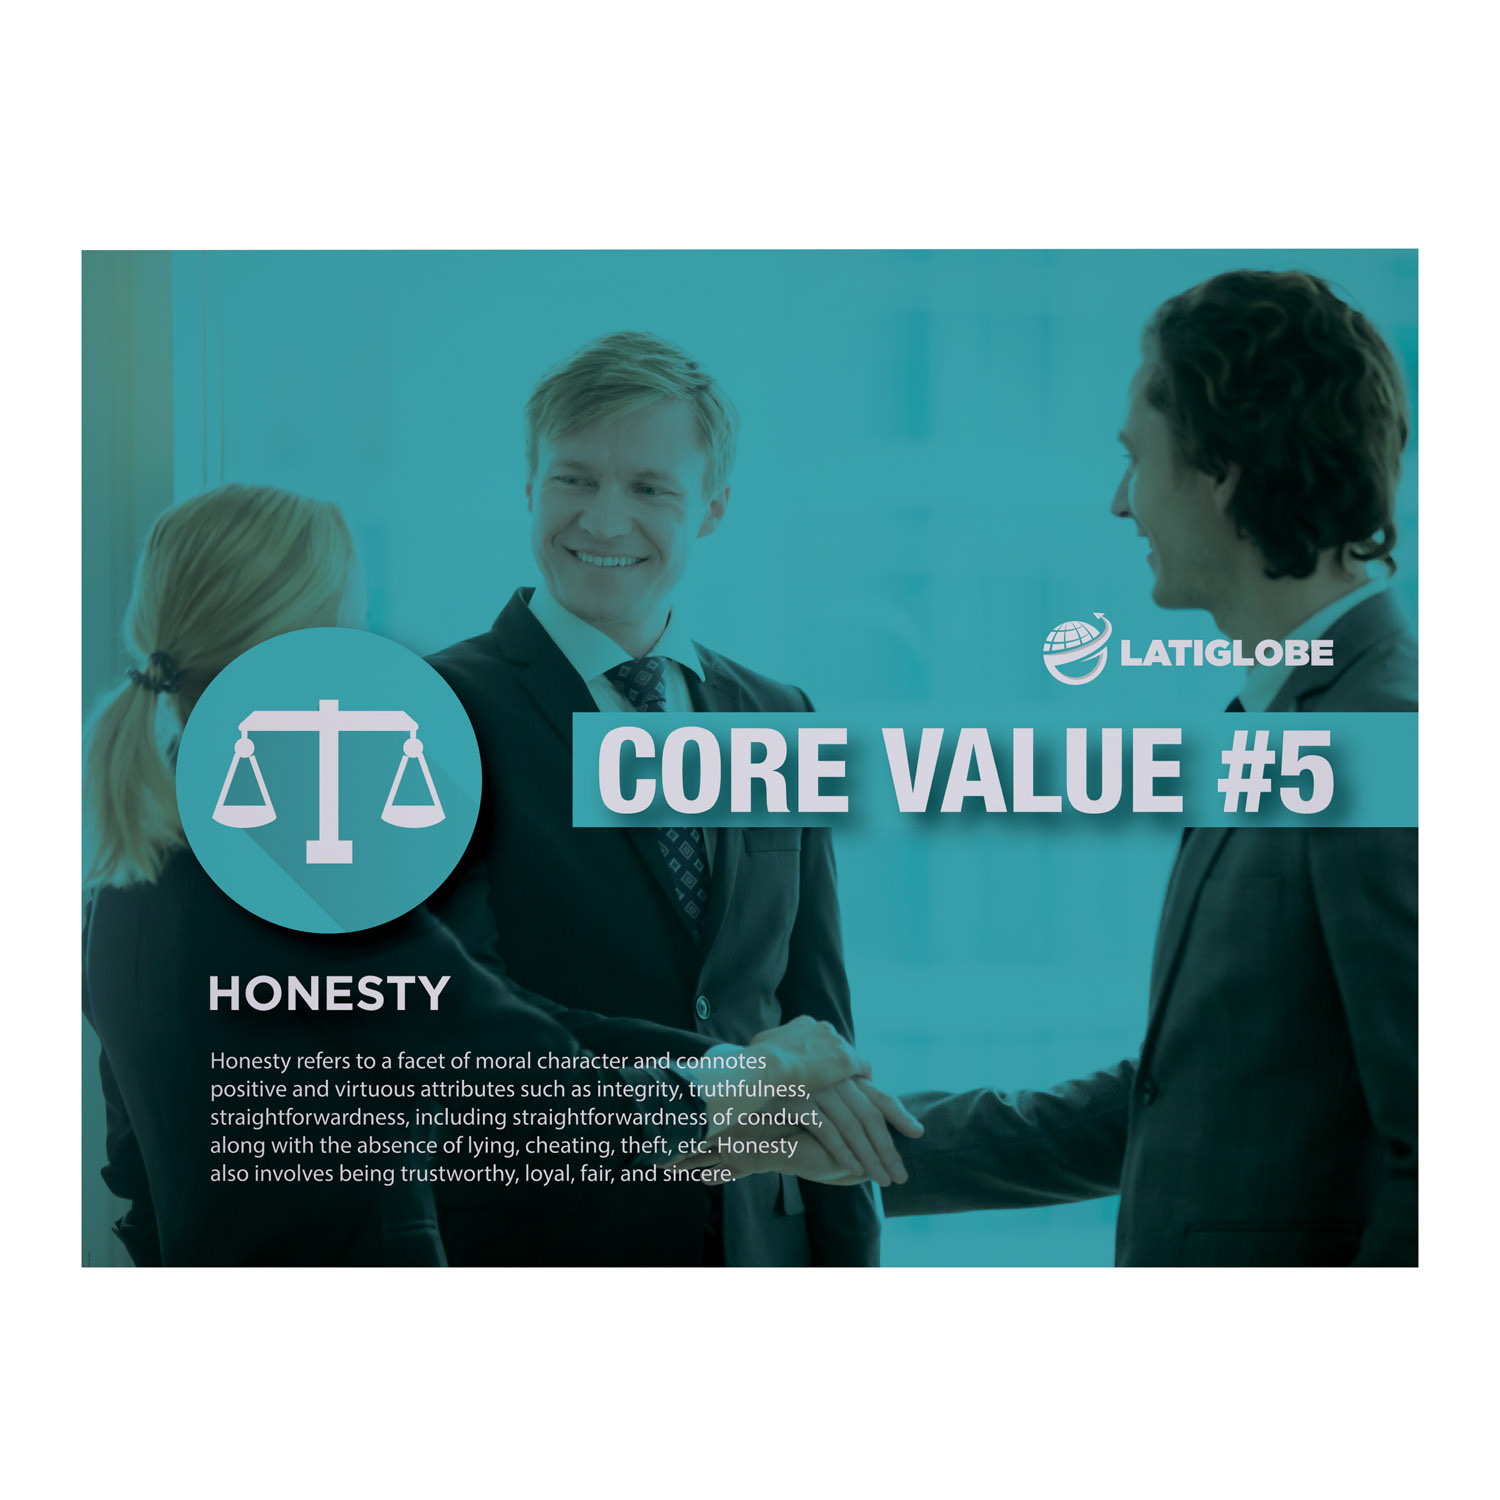 LATIGLOBE
CORE VALUE #5
HONESTY
Honesty refers to a facet of moral character and connotes
positive and virtuous attributes such as integrity, truthfulness,
straightforwardness, including straightforwardness of conduct,
along with the absence of lying, cheating, theft, etc. Honesty
also involves being trustworthy, loyal, fair, and sincere.